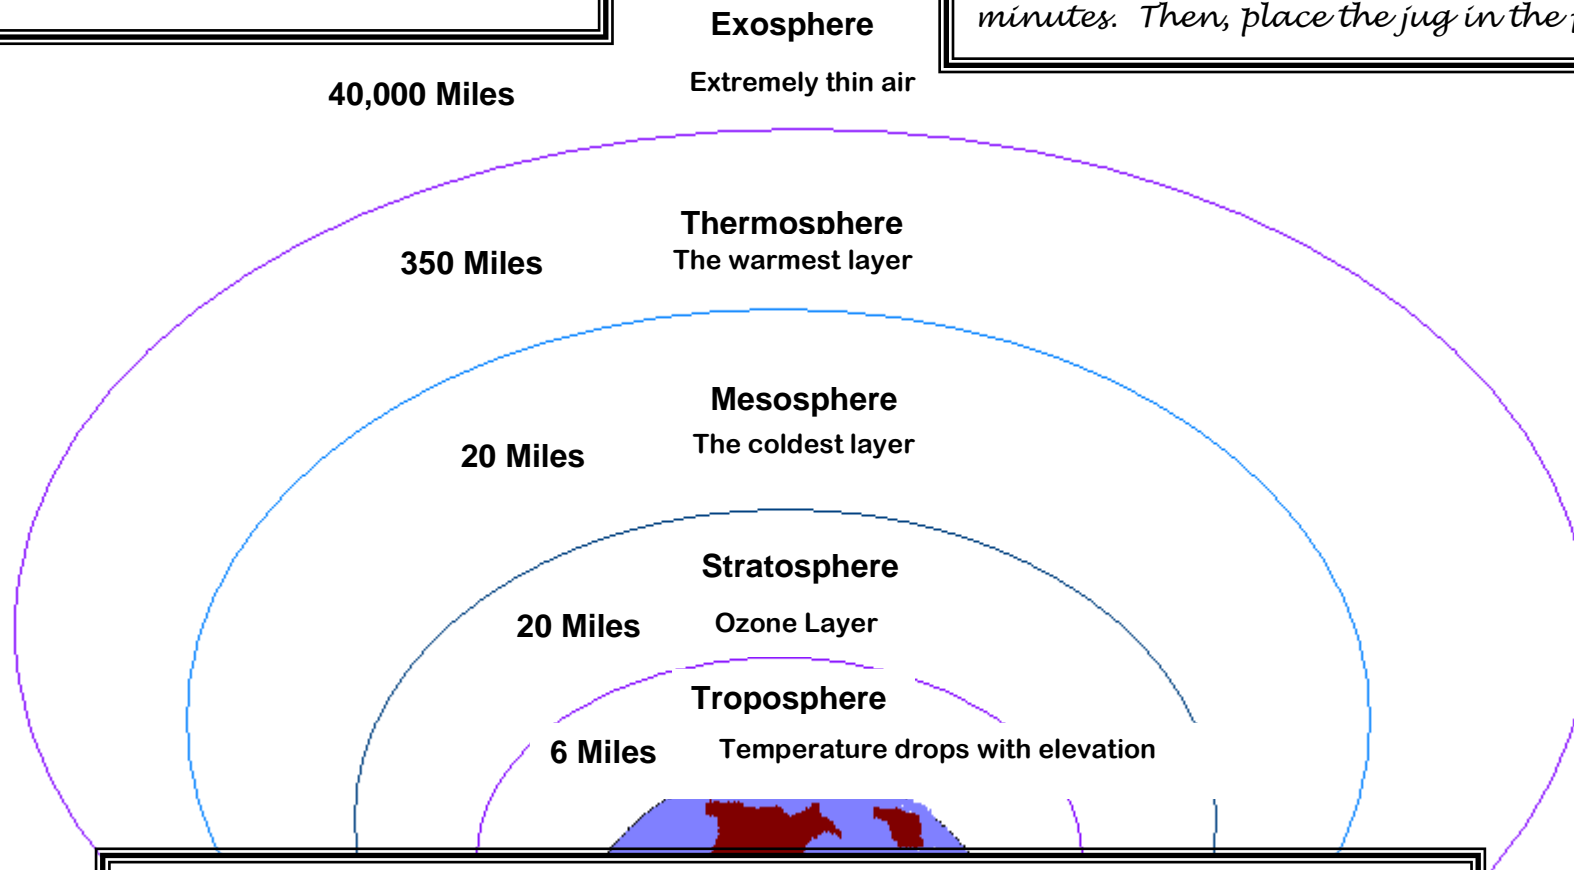 minutes. Then, place the jug in the
Exosphere
Extremely thin air
40,000 Miles
Thermosphere
The warmest layer
350 Miles
Mesosphere
The coldest layer
20 Miles
Stratosphere
Ozone Layer
20 Miles
Troposphere
Temperature drops with elevation
6 Miles